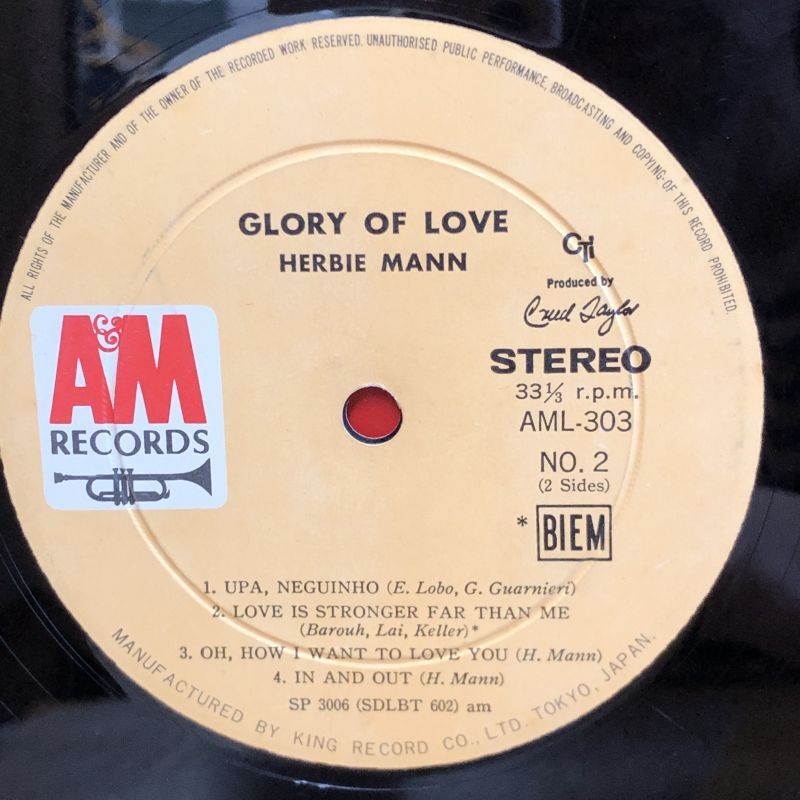 ALL RIGHTS OF THE MANUFACTURER AND OF THE OWNER OF THE RECORDED WORK RESERVED. UNAUTHORISED PUBLIC PERFORMANCE, BROADCASTING AND COPYING OF THIS RECORD PROHIBITED.
GLORY OF LOVE
HERBIE MANN
CTi
Produced by
Creed Taylor
A&M
RECORDS
STEREO
33⅓ r.p.m.
AML-303
NO. 2
(2 Sides)
* BIEM
1. UPA, NEGUINHO (E. Lobo, G. Guarnieri)
2. LOVE IS STRONGER FAR THAN ME
(Barouh, Lai, Keller)*
3. OH, HOW I WANT TO LOVE YOU (H. Mann)
4. IN AND OUT (H. Mann)
SP 3006 (SDLBT 602) am
MANUFACTURED BY KING RECORD CO., LTD. TOKYO, JAPAN.